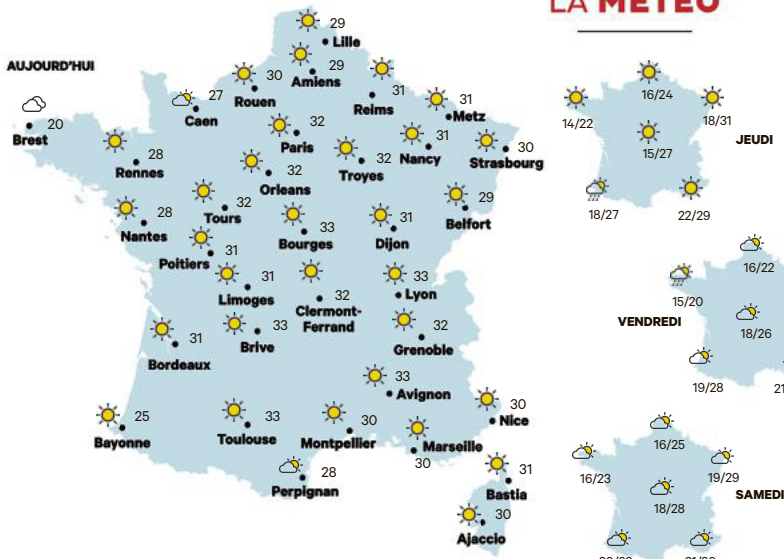 LA MÉTÉO
AUJOURD'HUI
29
Lille
29
Amiens
30
Rouen
27
Caen
31
Reims
31
Metz
20
Brest
32
Paris
31
Nancy
30
Strasbourg
28
Rennes
32
Troyes
32
Orleans
29
Belfort
32
Tours
28
Nantes
33
Bourges
31
Dijon
31
Poitiers
31
Limoges
32
Clermont-
Ferrand
33
Lyon
33
Brive
32
Grenoble
31
Bordeaux
33
Avignon
25
Bayonne
33
Toulouse
30
Montpellier
30
Marseille
30
Nice
28
Perpignan
31
Bastia
30
Ajaccio
JEUDI
16/24
14/22
18/31
15/27
18/27
22/29
VENDREDI
16/22
15/20
18/26
19/28
21
SAMEDI
16/25
16/23
19/29
18/28